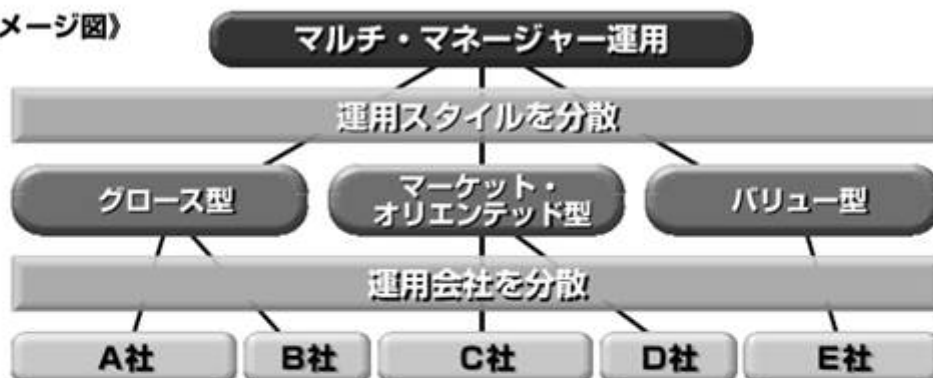 メージ図》
マルチ・マネージャー運用
運用スタイルを分散
グロース型
マーケット・
オリエンテッド型
バリュー型
運用会社を分散
A社
B社
C社
D社
E社